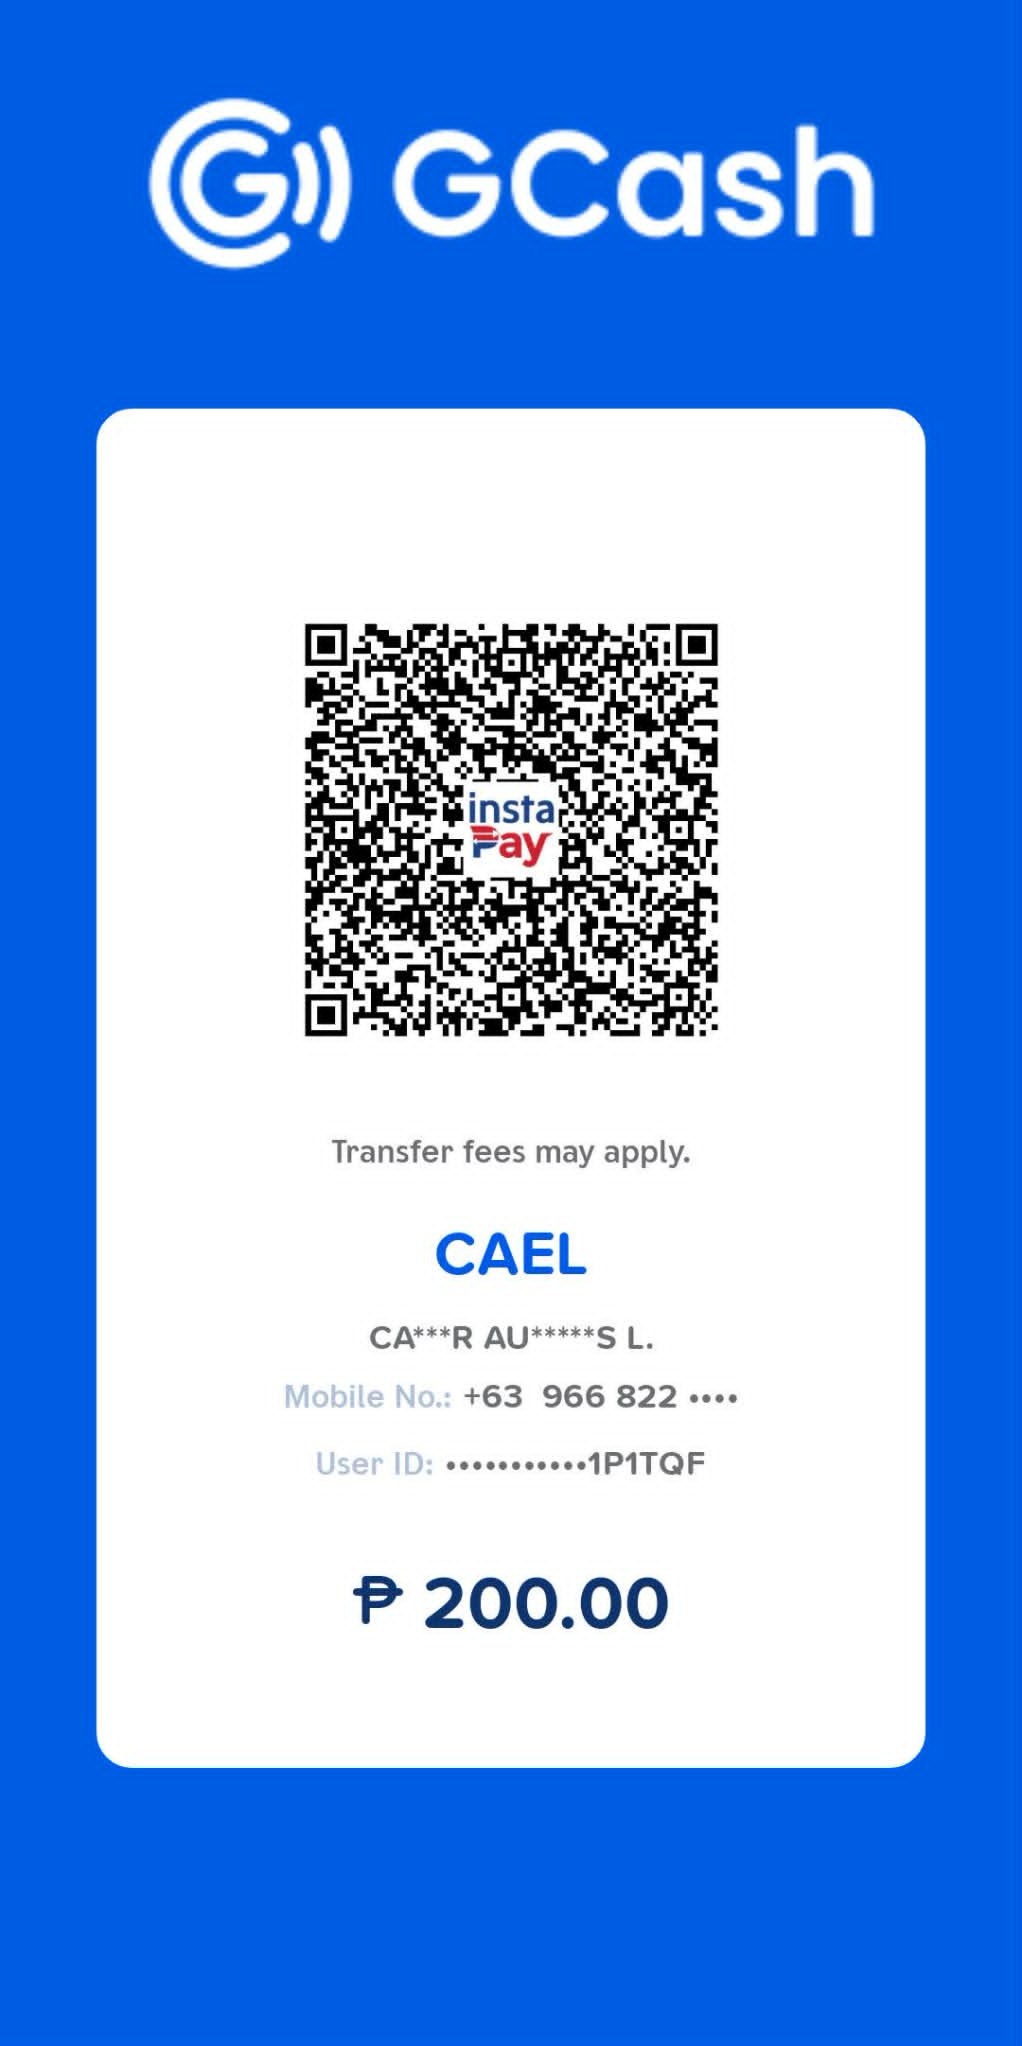 GCash
insta
Pay
Transfer fees may apply.
CAEL
CA***R AU*****S L.
Mobile No.: +63 966 822 ••••
User ID: •••••••••••1P1TQF
₱ 200.00